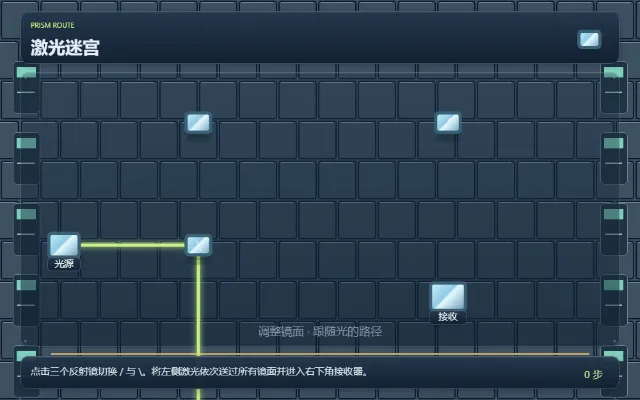 PRISM ROUTE
激光迷宫
光源
接收
调整镜面 · 跟随光的路径
点击三个反射镜切换 / 与 \。将左侧激光依次送过所有镜面并进入右下角接收器。
0 步